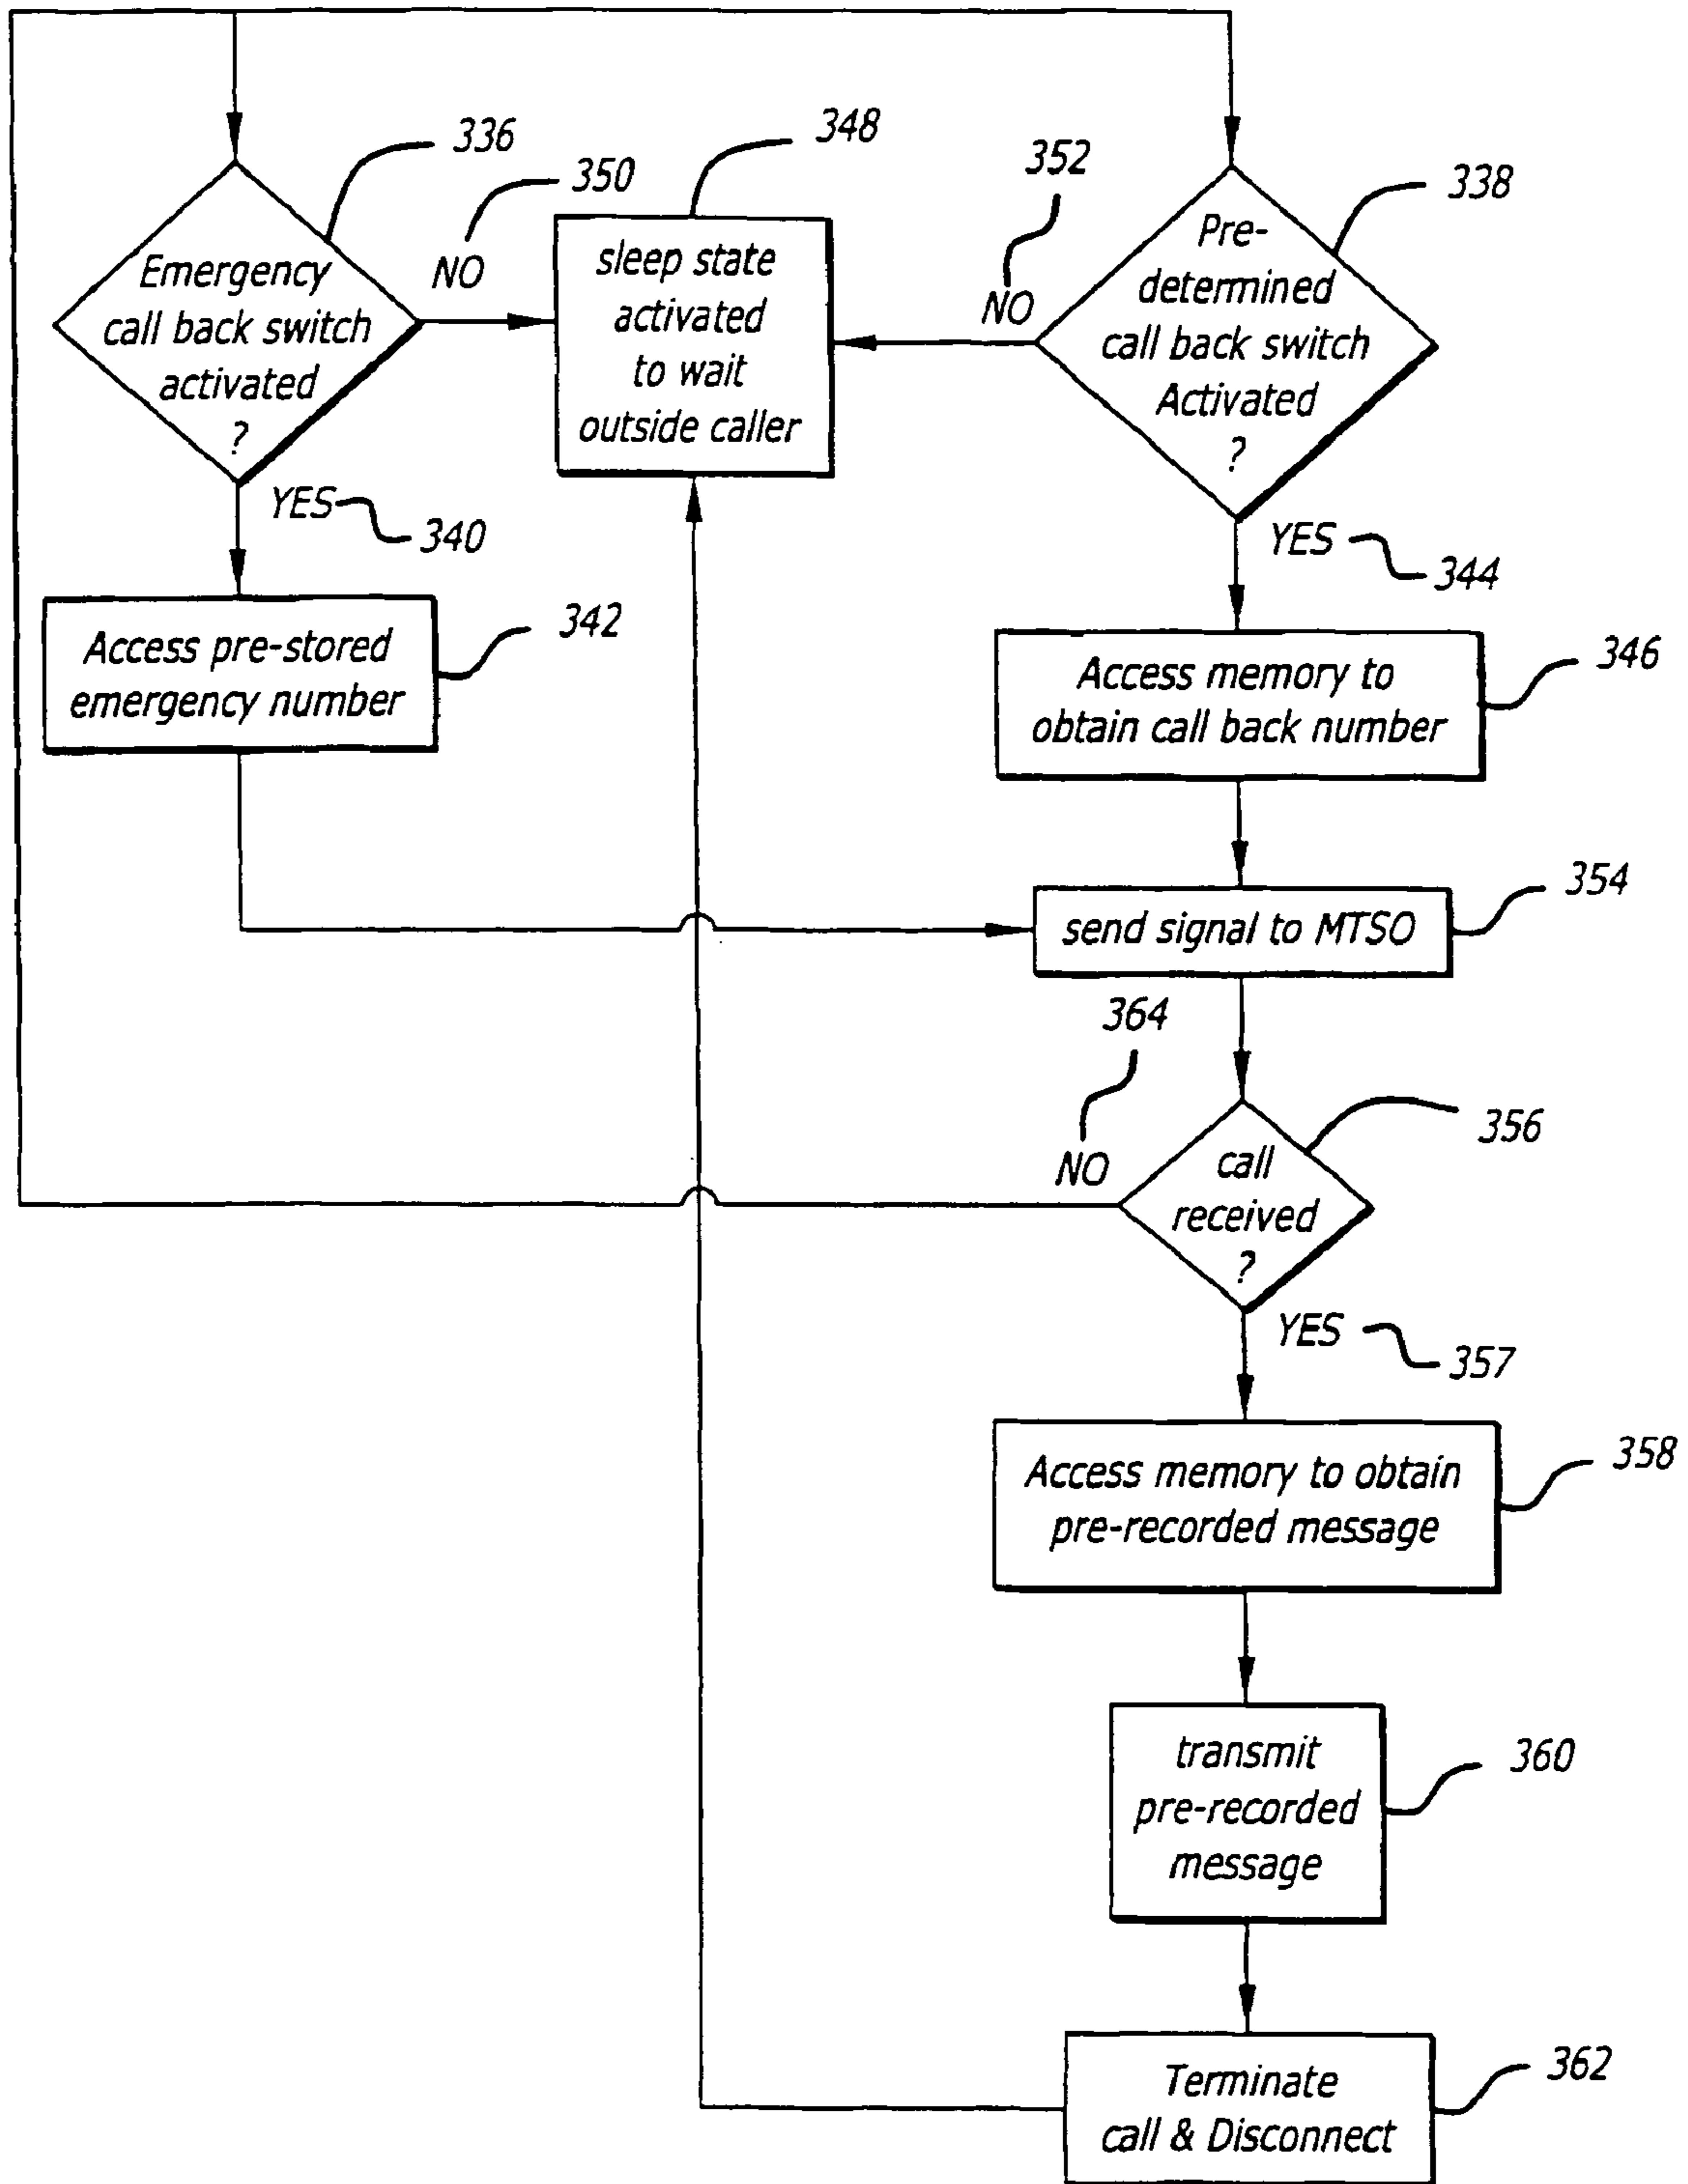 336
350
348
352
338
Emergency
call back switch
activated
?
NO
sleep state
activated
to wait
outside caller
NO
Pre-
determined
call back switch
Activated
?
YES
340
YES
344
Access pre-stored
emergency number
342
Access memory to
obtain call back number
346
send signal to MTSO
354
364
NO
call
received
?
356
YES
357
Access memory to obtain
pre-recorded message
358
transmit
pre-recorded
message
360
Terminate
call & Disconnect
362